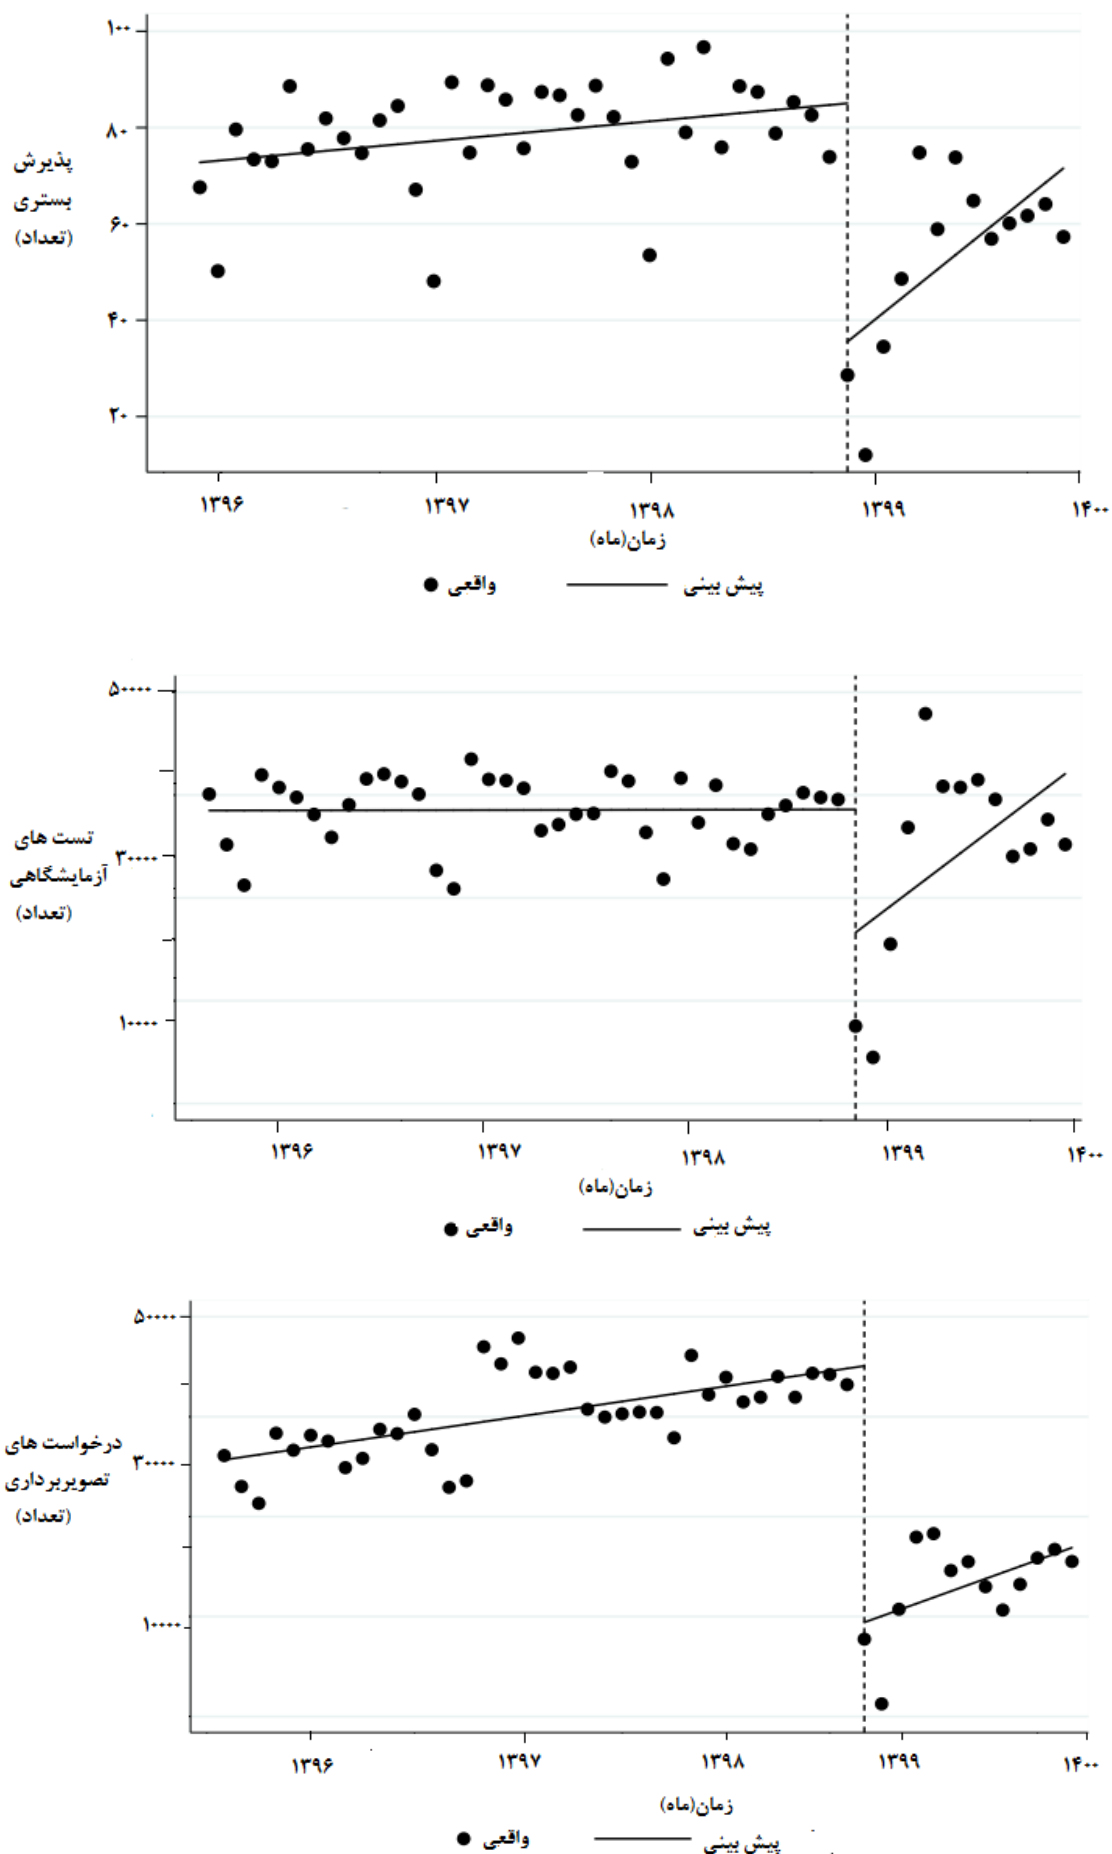 ۱۰۰
۸۰
۶۰
۴۰
۲۰
پذیرش
بستری
(تعداد)
۱۳۹۶
۱۳۹۷
۱۳۹۸
۱۳۹۹
۱۴۰۰
زمان(ماه)
واقعی
پیش بینی
۵۰۰۰۰
۳۰۰۰۰
۱۰۰۰۰
تست های
آزمایشگاهی
(تعداد)
۱۳۹۶
۱۳۹۷
۱۳۹۸
۱۳۹۹
۱۴۰۰
زمان(ماه)
واقعی
پیش بینی
۵۰۰۰۰
۳۰۰۰۰
۱۰۰۰۰
درخواست های
تصویربرداری
(تعداد)
۱۳۹۶
۱۳۹۷
۱۳۹۸
۱۳۹۹
۱۴۰۰
زمان(ماه)
واقعی
پیش بینی